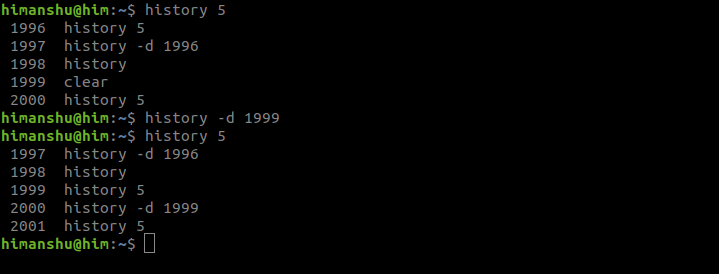 himanshu@him:~$ history 5
 1996  history 5
 1997  history -d 1996
 1998  history
 1999  clear
 2000  history 5
himanshu@him:~$ history -d 1999
himanshu@him:~$ history 5
 1997  history -d 1996
 1998  history
 1999  history 5
 2000  history -d 1999
 2001  history 5
himanshu@him:~$